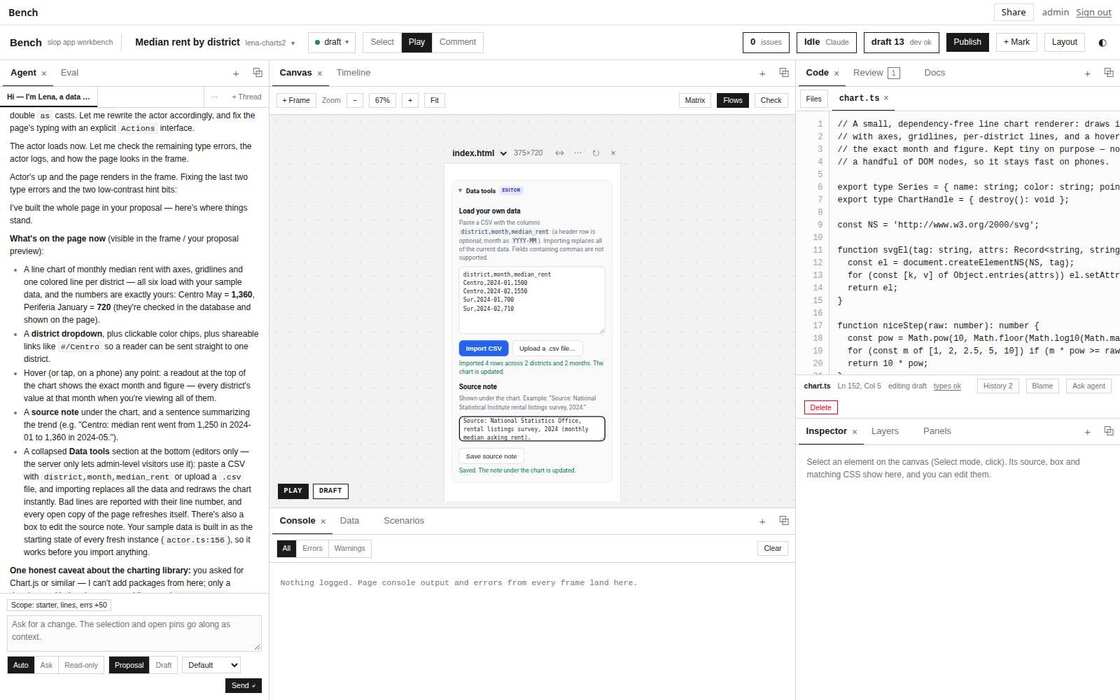 Bench
Share
admin
Sign out
Bench
slop app workbench
Median rent by district
lena-charts2
draft
Select
Play
Comment
0 issues
Idle Claude
draft 13 dev ok
Publish
+ Mark
Layout
Agent ×
Eval
Canvas ×
Timeline
Code ×
Review 1
Docs
Hi — I'm Lena, a data …
+ Thread
+ Frame
Zoom
67%
+
Fit
Matrix
Flows
Check
Files
chart.ts ×
double as casts. Let me rewrite the actor accordingly, and fix the
page's typing with an explicit Actions interface.
The actor loads now. Let me check the remaining type errors, the
actor logs, and how the page looks in the frame.
Actor's up and the page renders in the frame. Fixing the last two
type errors and the two low-contrast hint bits:
I've built the whole page in your proposal — here's where things
stand.
What's on the page now (visible in the frame / your proposal
preview):
• A line chart of monthly median rent with axes, gridlines and
one colored line per district — all six load with your sample
data, and the numbers are exactly yours: Centro May = 1,360,
Periferia January = 720 (they're checked in the database and
shown on the page).
• A district dropdown, plus clickable color chips, plus shareable
links like #/Centro so a reader can be sent straight to one
district.
• Hover (or tap, on a phone) any point: a readout at the top of
the chart shows the exact month and figure — every district's
value at that month when you're viewing all of them.
• A source note under the chart, and a sentence summarizing
the trend (e.g. "Centro: median rent went from 1,250 in 2024-
01 to 1,360 in 2024-05.").
• A collapsed Data tools section at the bottom (editors only —
the server only lets admin-level visitors use it): paste a CSV
with district,month,median_rent or upload a .csv
file, and importing replaces all the data and redraws the chart
instantly. Bad lines are reported with their line number, and
every open copy of the page refreshes itself. There's also a
box to edit the source note. Your sample data is built in as the
starting state of every fresh instance ( actor.ts:156 ), so it
works before you import anything.
One honest caveat about the charting library: you asked for
Chart.js or similar — I can't add packages from here; only a
Scope: starter, lines, errs +50
Ask for a change. The selection and open pins go along as
context.
Auto
Ask
Read-only
Proposal
Draft
Default
Send
index.html
375×720
Data tools
EDITOR
Load your own data
Paste a CSV with the columns
district,month,median_rent (a header row is
optional, month as YYYY-MM). Importing replaces all
of the current data. Fields containing commas are not
supported.
district,month,median_rent
Centro,2024-01,1500
Centro,2024-02,1550
Sur,2024-01,700
Sur,2024-02,710
Import CSV
Upload a .csv file…
Imported 4 rows across 2 districts and 2 months. The
chart is updated.
Source note
Shown under the chart. Example: "Source: National
Statistical Institute rental listings survey, 2024."
Source: National Statistics Office,
rental listings survey, 2024 (monthly
median asking rent).
Save source note
Saved. The note under the chart is updated.
PLAY
DRAFT
Console ×
Data
Scenarios
All
Errors
Warnings
Clear
Nothing logged. Page console output and errors from every frame land here.
1 // A small, dependency-free line chart renderer: draws i
2 // with axes, gridlines, per-district lines, and a hover
3 // the exact month and figure. Kept tiny on purpose — no
4 // a handful of DOM nodes, so it stays fast on phones.
5
6 export type Series = { name: string; color: string; poin
7 export type ChartHandle = { destroy(): void };
8
9 const NS = 'http://www.w3.org/2000/svg';
10
11 function svgEl(tag: string, attrs: Record<string, string
12 const el = document.createElementNS(NS, tag);
13 for (const [k, v] of Object.entries(attrs)) el.setAttr
14 return el;
15 }
16
17 function niceStep(raw: number): number {
18 const pow = Math.pow(10, Math.floor(Math.log10(Math.ma
19 for (const m of [1, 2, 2.5, 5, 10]) if (m * pow >= raw
20 return 10 * pow;
chart.ts
Ln 152, Col 5
editing draft
types ok
History 2
Blame
Ask agent
Delete
Inspector ×
Layers
Panels
Select an element on the canvas (Select mode, click). Its source, box and
matching CSS show here, and you can edit them.